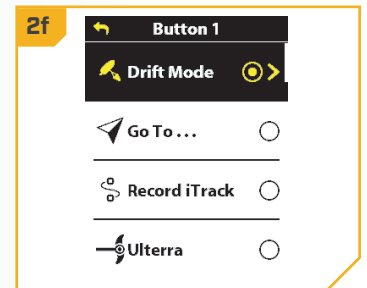 2f
Button 1
Drift Mode
Go To . . .
Record iTrack
Ulterra